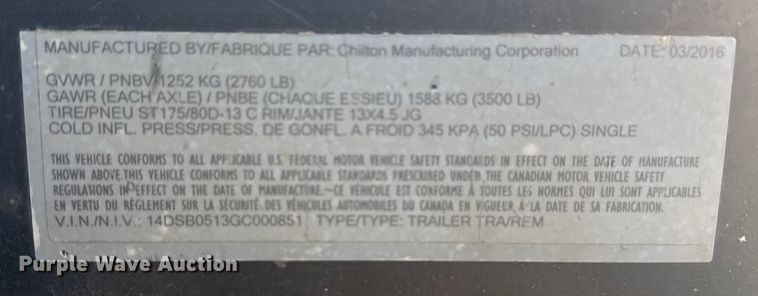 MANUFACTURED BY/FABRIQUE PAR: Chilton Manufacturing Corporation DATE: 03/2016
GVWR / PNBV/1252 KG (2760 LB)
GAWR (EACH AXLE) / PNBE (CHAQUE ESSIEU) 1588 KG (3500 LB)
TIRE/PNEU ST175/80D-13 C RIM/JANTE 13X4.5 JG
COLD INFL. PRESS/PRESS. DE GONFL. A FROID 345 KPA (50 PSI/LPC) SINGLE
THIS VEHICLE CONFORMS TO ALL APPLICABLE U.S. FEDERAL MOTOR VEHICLE SAFETY STANDARDS IN EFFECT ON THE DATE OF MANUFACTURE
SHOWN ABOVE.THIS VEHICLE CONFORMS TO ALL APPLICABLE STANDARDS PRESCRIBED UNDER THE CANADIAN MOTOR VEHICLE SAFETY
REGULATIONS IN EFFECT ON THE DATE OF MANUFACTURE-CE VÉHICULE EST CONFORME À TOUTES LES NORMES QUI LUI SONT APPLICABLES
EN VERTU DU RÈGLEMENT SUR LA SÉCURITÉ DES VÉHICULES AUTOMOBILES DU CANADA EN VIGUEUR À LA DATE DE SA FABRICATION.
V.I.N./N.I.V.: 14DSB0513GC000851 TYPE/TYPE: TRAILER TRA/REM
Purple Wave Auction